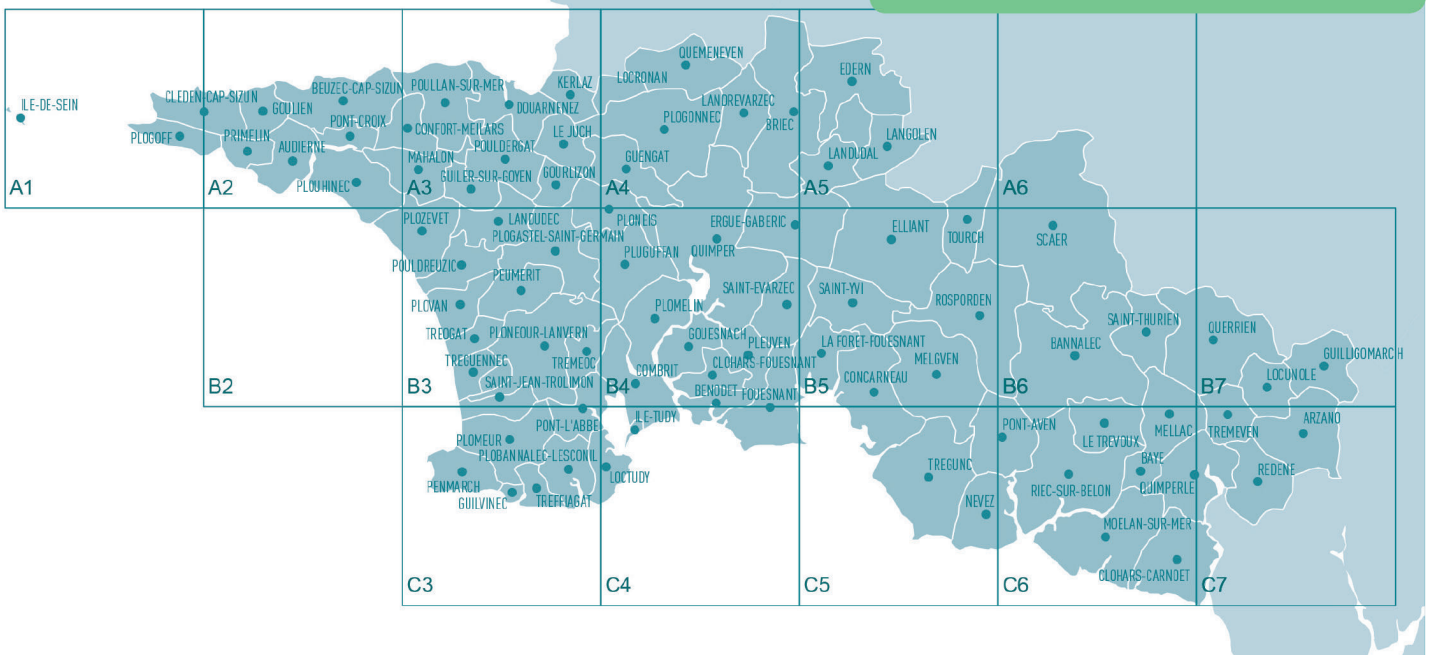 QUEMENEVEN
LOCRONAN
EDERN
KERLAZ
BEUZEC-CAP-SIZUN
POULLAN-SUR-MER
CLEDEN-CAP-SIZUN
GOULIEN
DOUARNENEZ
LANDREVARZEC
ILE-DE-SEIN
PLOGONNEC
BRIEC
PLOGOFF
PRIMELIN
PONT-CROIX
CONFORT-MEILARS
LE JUCH
LANGOLEN
AUDIERNE
POULDERGAT
LANDUDAL
MAHALON
GUENGAT
PLOUHINEC
GUILER-SUR-GOYEN
GOURLIZON
A1
A2
A3
A4
A5
A6
PLOZEVET
LANDUDEC
PLONEIS
ERGUE-GABERIC
ELLIANT
TOURCH
SCAER
PLOGASTEL-SAINT-GERMAIN
PLUGUFFAN
QUIMPER
POULDREUZIC
PEUMERIT
SAINT-EVARZEC
SAINT-YVI
ROSPORDEN
PLOVAN
PLOMELIN
SAINT-THURIEN
QUERRIEN
TREOGAT
PLONEOUR-LANVERN
GOUESNACH
PLEUVEN
LA FORET-FOUESNANT
BANNALEC
GUILLIGOMARCH
TREGUENNEC
TREMEOC
CLOHARS-FOUESNANT
MELGVEN
SAINT-JEAN-TROLIMON
COMBRIT
CONCARNEAU
LOCUNOLE
BENODET
FOUESNANT
B2
B3
B4
B5
B6
B7
PONT-L'ABBE
ILE-TUDY
PONT-AVEN
LE TREVOUX
MELLAC
TREMEVEN
ARZANO
PLOMEUR
PLOBANNALEC-LESCONIL
BAYE
TREGUNC
PENMARCH
LOCTUDY
RIEC-SUR-BELON
QUIMPERLE
REDENE
GUILVINEC
TREFFIAGAT
NEVEZ
MOELAN-SUR-MER
CLOHARS-CARNOET
C3
C4
C5
C6
C7